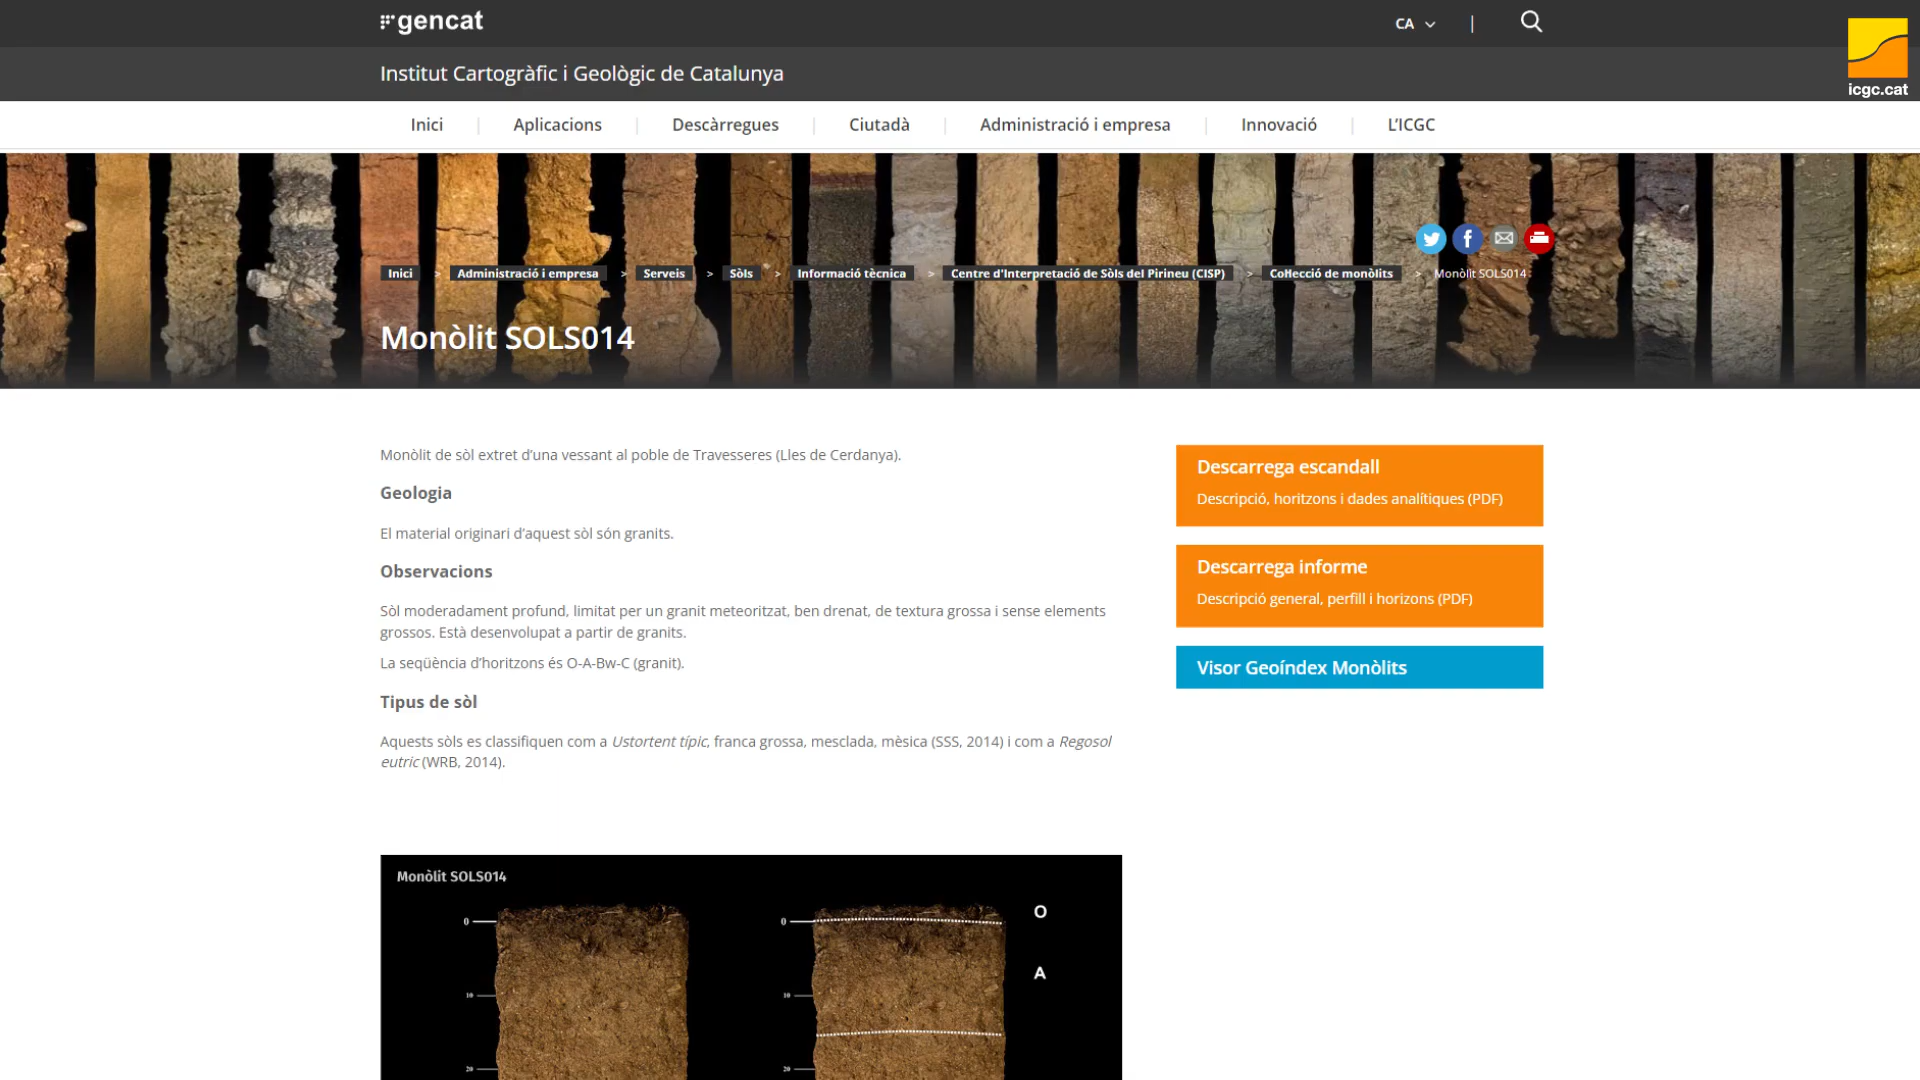 gencat
CA
Institut Cartogràfic i Geològic de Catalunya
icgc.cat
Inici
Aplicacions
Descàrregues
Ciutadà
Administració i empresa
Innovació
L'ICGC
Inici > Administració i empresa > Serveis > Sòls > Informació tècnica > Centre d'Interpretació de Sòls del Pirineu (CISP) > Col·lecció de monòlits > Monòlit SOLS014
Monòlit SOLS014
Monòlit de sòl extret d'una vessant al poble de Travesseres (Lles de Cerdanya).
Geologia
El material originari d'aquest sòl són granits.
Observacions
Sòl moderadament profund, limitat per un granit meteoritzat, ben drenat, de textura grossa i sense elements
grossos. Està desenvolupat a partir de granits.
La seqüència d'horitzons és O-A-Bw-C (granit).
Tipus de sòl
Aquests sòls es classifiquen com a Ustortent típic, franca grossa, mesclada, mèsica (SSS, 2014) i com a Regosol
eutric (WRB, 2014).
Descarrega escandall
Descripció, horitzons i dades analítiques (PDF)
Descarrega informe
Descripció general, perfill i horizons (PDF)
Visor Geoíndex Monòlits
Monòlit SOLS014
0
10
20
0
10
20
O
A